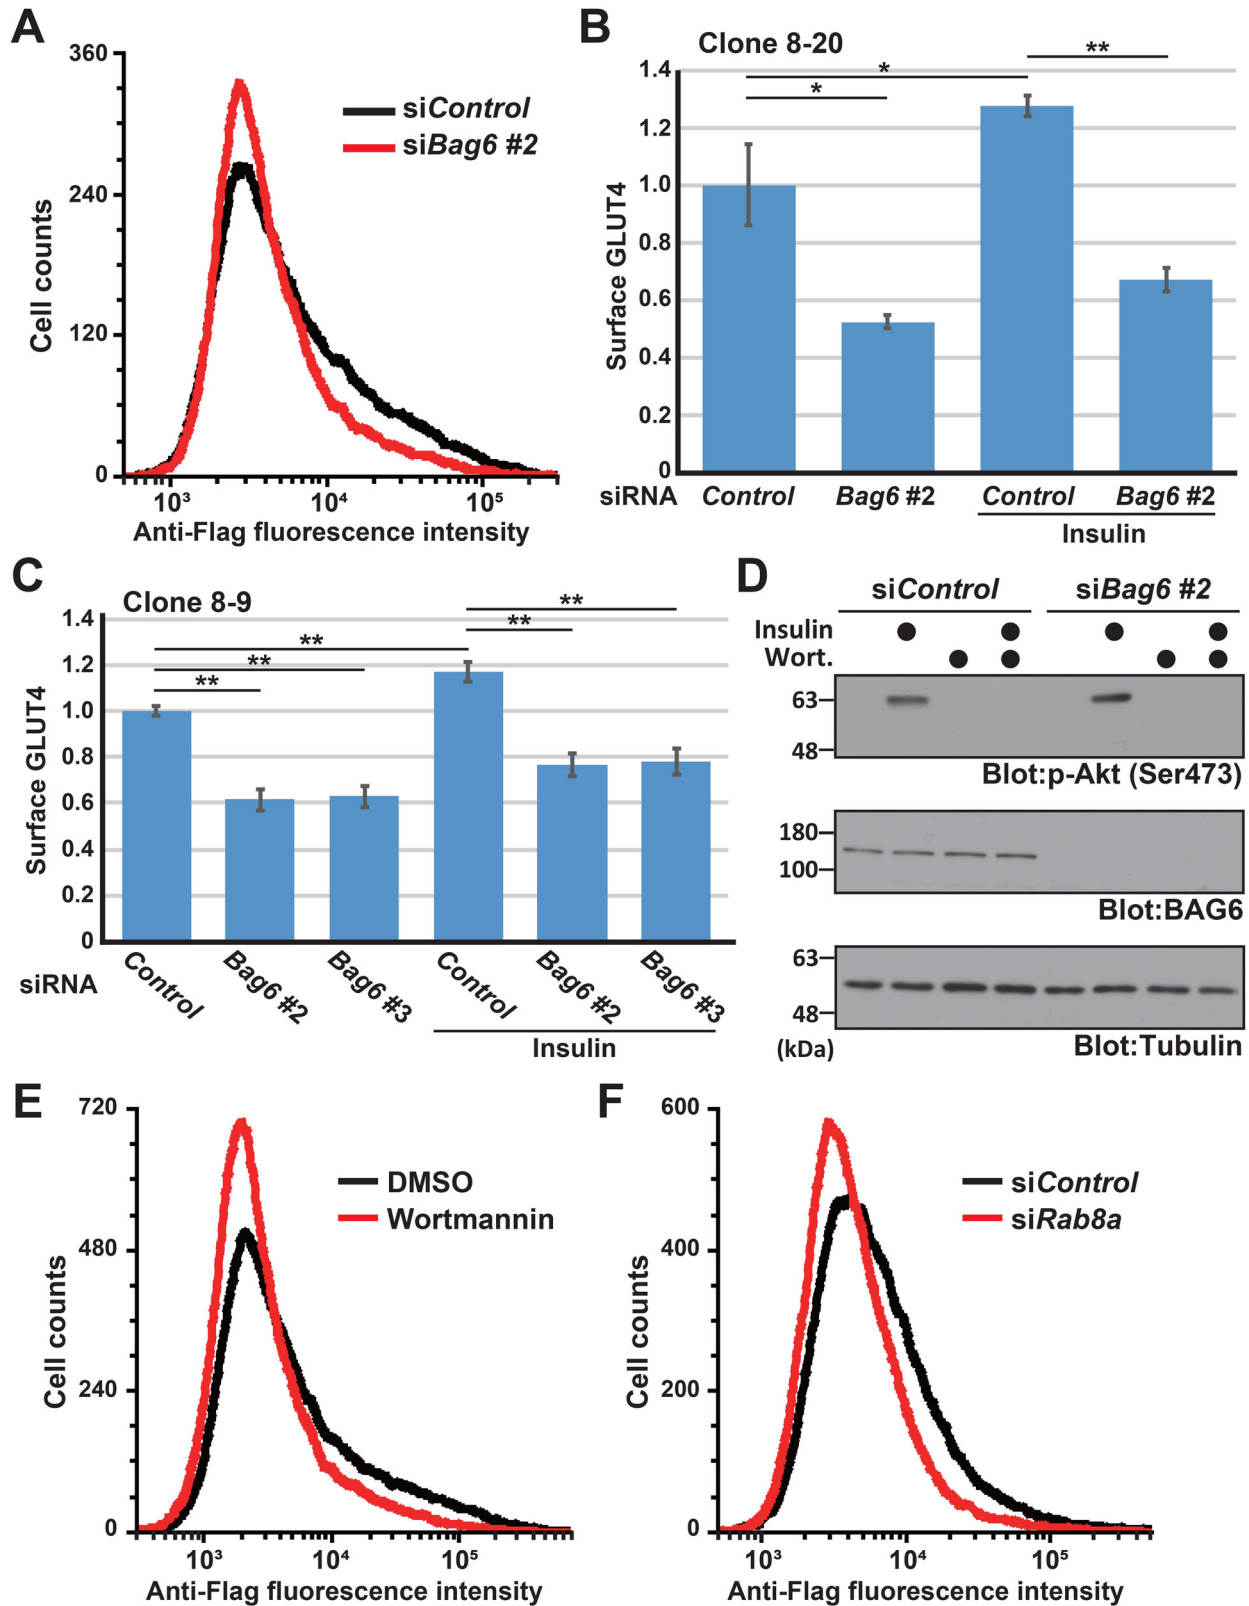 A
360
240
120
0
Cell counts
siControl
siBag6 #2
10³ 10⁴ 10⁵
Anti-Flag fluorescence intensity
B
Clone 8-20
**
*
*
1.4
1.2
1.0
0.8
0.6
0.4
0.2
0
Surface GLUT4
siRNA Control Bag6 #2 Control Bag6 #2
Insulin
C
Clone 8-9
**
**
**
**
**
1.4
1.2
1.0
0.8
0.6
0.4
0.2
0
Surface GLUT4
siRNA
Control
Bag6 #2
Bag6 #3
Control
Bag6 #2
Bag6 #3
Insulin
D
siControl siBag6 #2
Insulin
Wort.
63
48
Blot:p-Akt (Ser473)
180
100
Blot:BAG6
63
48
(kDa)
Blot:Tubulin
E
720
480
240
0
Cell counts
DMSO
Wortmannin
10³ 10⁴ 10⁵
Anti-Flag fluorescence intensity
F
600
400
200
0
Cell counts
siControl
siRab8a
10³ 10⁴ 10⁵
Anti-Flag fluorescence intensity